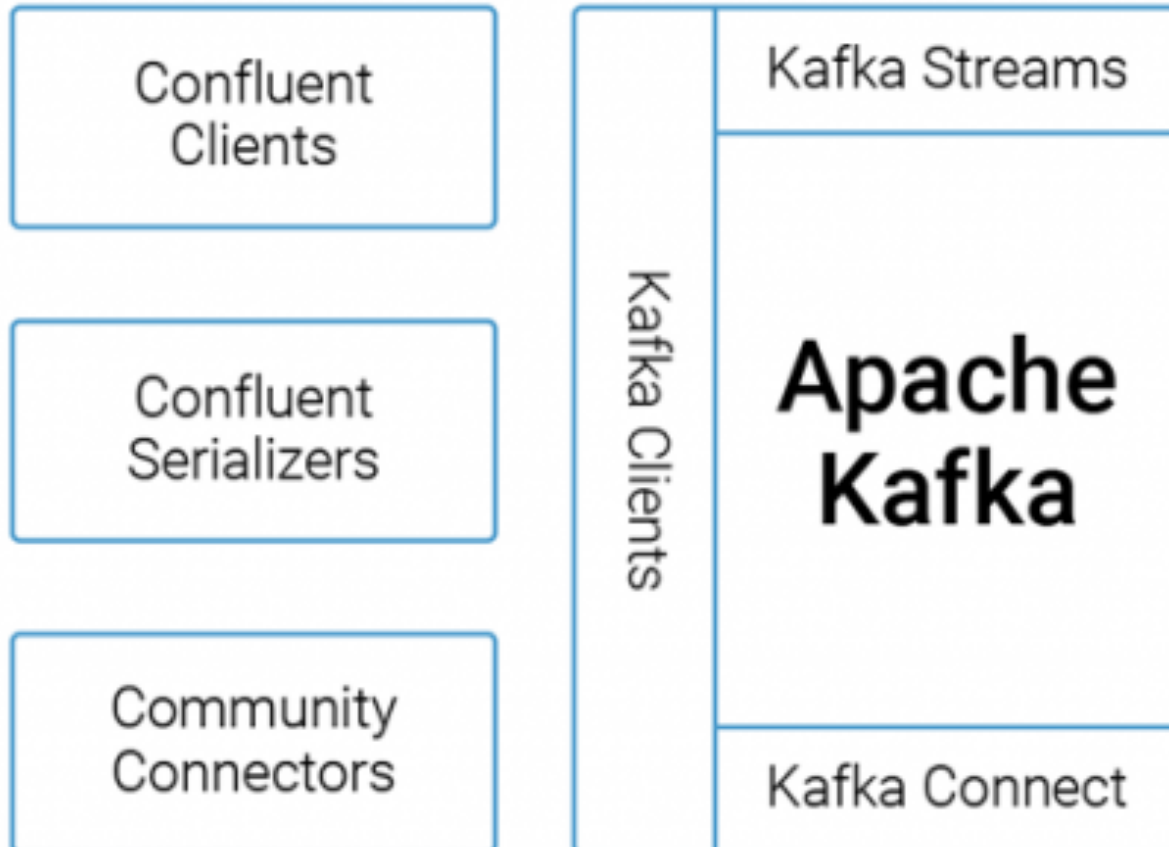 Confluent
Clients
Confluent
Serializers
Community
Connectors
Kafka Clients
Kafka Streams
Apache
Kafka
Kafka Connect